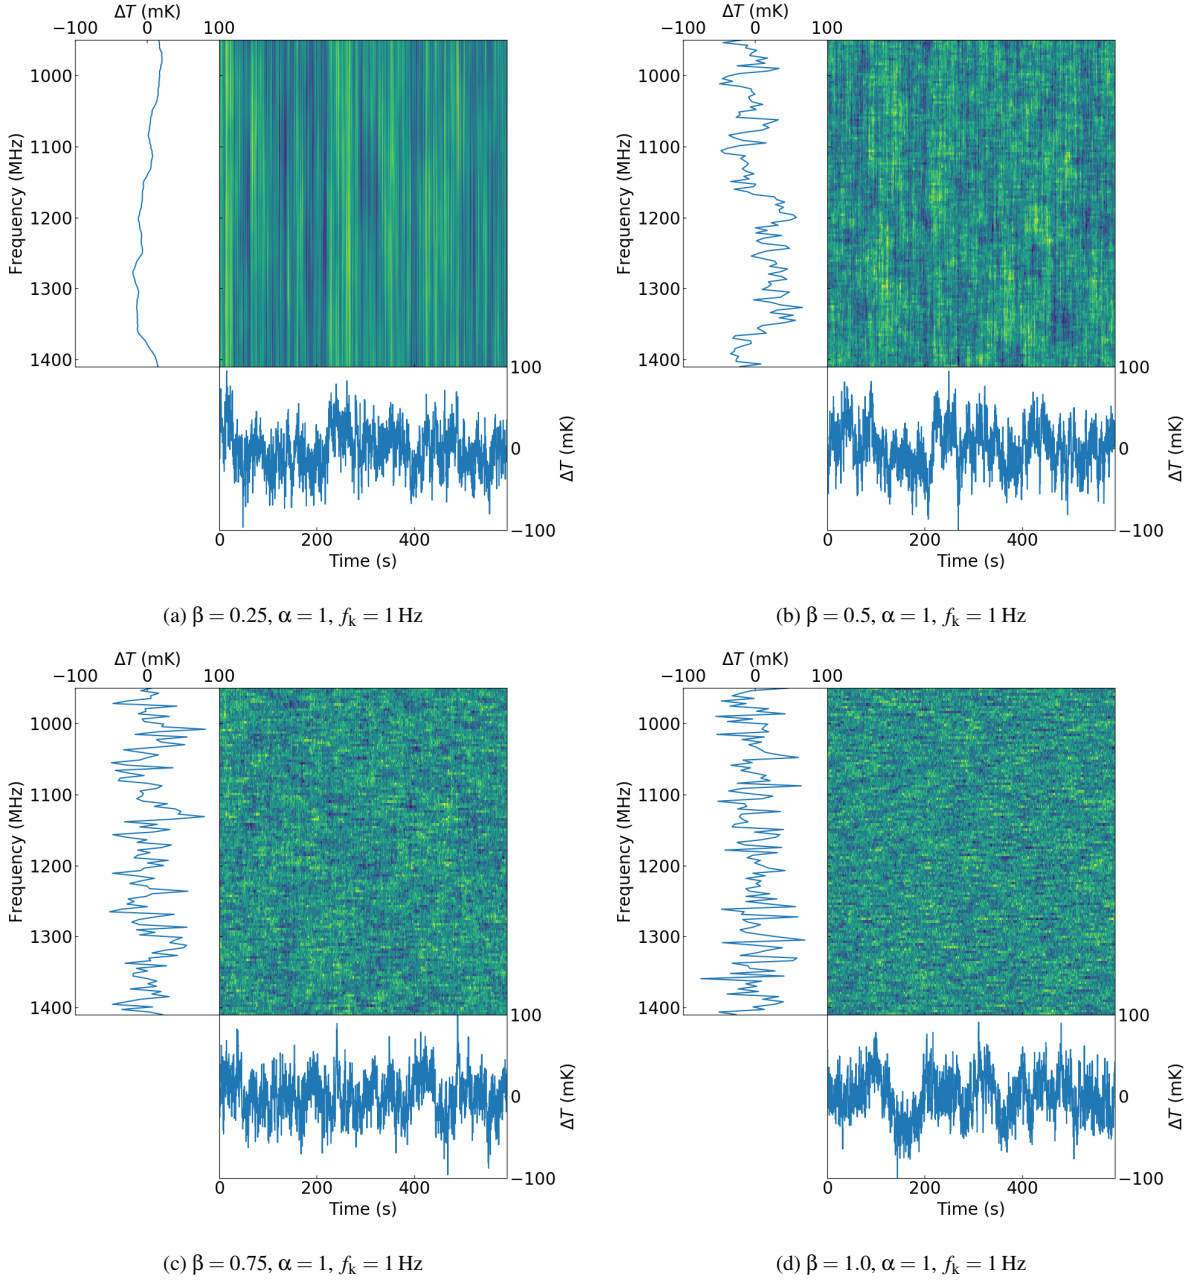 ΔT (mK)
−100 0 100
Frequency (MHz)
1000
1100
1200
1300
1400
100
0
−100
ΔT (mK)
0 200 400
Time (s)
(a) β = 0.25, α = 1, fk = 1 Hz
ΔT (mK)
−100 0 100
Frequency (MHz)
1000
1100
1200
1300
1400
100
0
−100
ΔT (mK)
0 200 400
Time (s)
(b) β = 0.5, α = 1, fk = 1 Hz
ΔT (mK)
−100 0 100
Frequency (MHz)
1000
1100
1200
1300
1400
100
0
−100
ΔT (mK)
0 200 400
Time (s)
(c) β = 0.75, α = 1, fk = 1 Hz
ΔT (mK)
−100 0 100
Frequency (MHz)
1000
1100
1200
1300
1400
100
0
−100
ΔT (mK)
0 200 400
Time (s)
(d) β = 1.0, α = 1, fk = 1 Hz